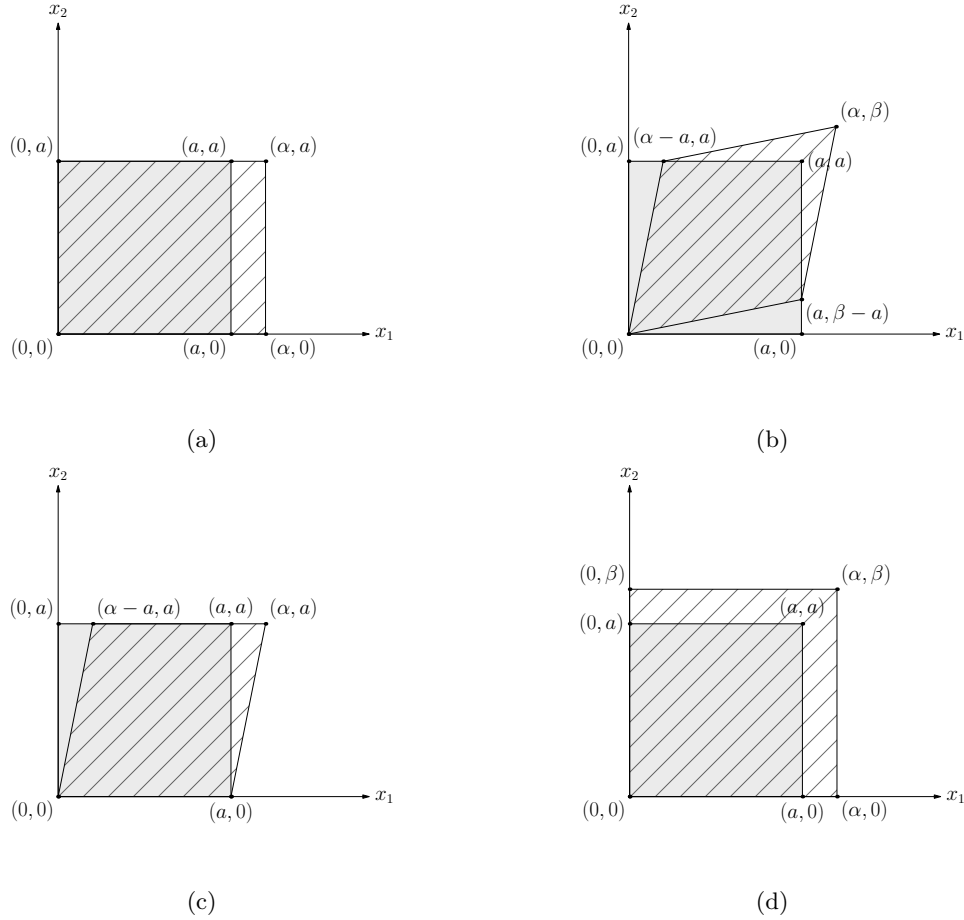 x₂
(0, a)
(a, a)
(α, a)
(0, 0)
(a, 0)
(α, 0)
x₁
(a)
x₂
(α, β)
(0, a)
(α − a, a)
(a, a)
(a, β − a)
(0, 0)
(a, 0)
x₁
(b)
x₂
(0, a)
(α − a, a)
(a, a)
(α, a)
(0, 0)
(a, 0)
x₁
(c)
x₂
(0, β)
(α, β)
(0, a)
(a, a)
(0, 0)
(a, 0)
(α, 0)
x₁
(d)